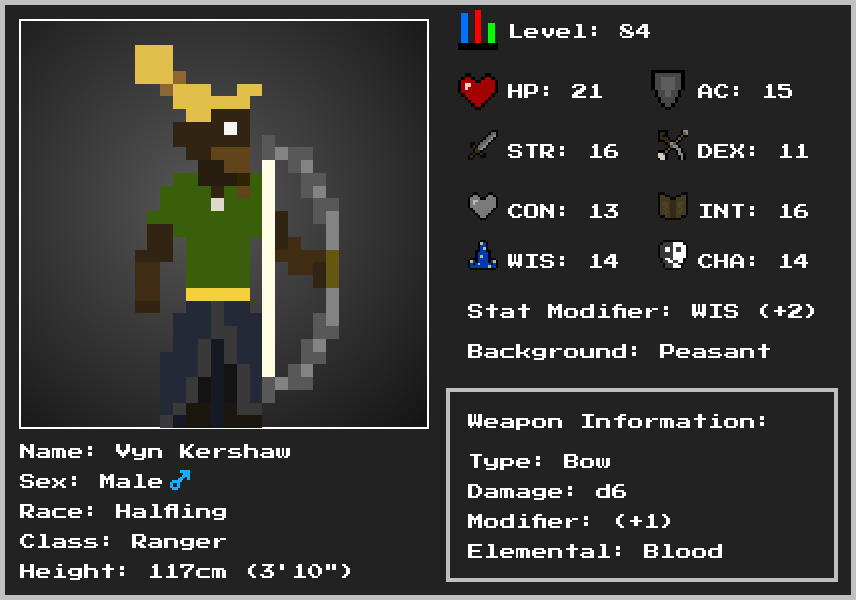 Level: 84
HP: 21
AC: 15
STR: 16
DEX: 11
CON: 13
INT: 16
WIS: 14
CHA: 14
Stat Modifier: WIS (+2)
Background: Peasant
Name: Vyn Kershaw
Sex: Male ♂
Race: Halfling
Class: Ranger
Height: 117cm (3'10")
Weapon Information:
Type: Bow
Damage: d6
Modifier: (+1)
Elemental: Blood